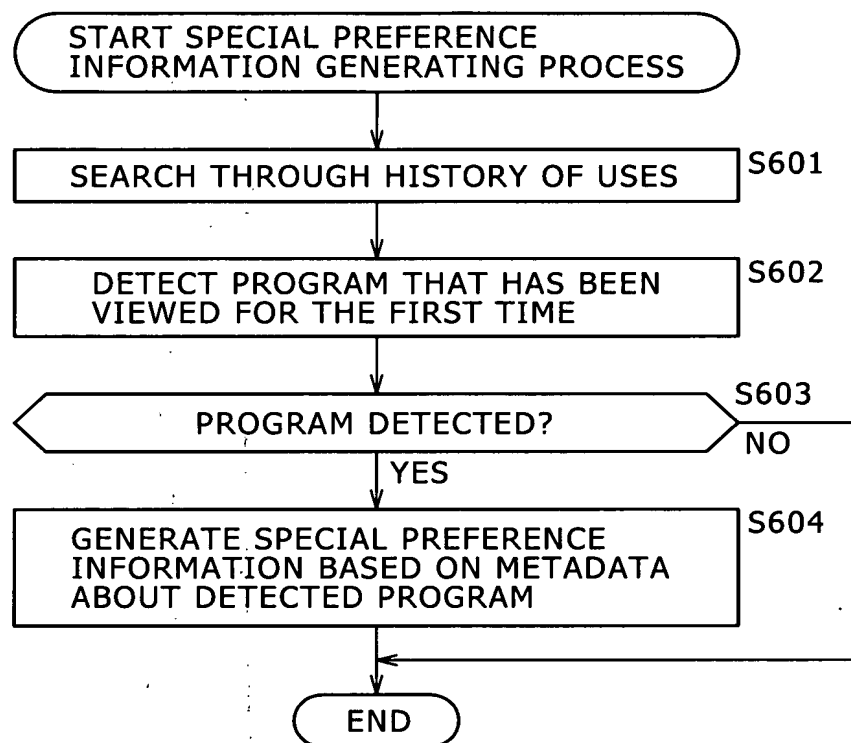 START SPECIAL PREFERENCE
INFORMATION GENERATING PROCESS
SEARCH THROUGH HISTORY OF USES
S601
DETECT PROGRAM THAT HAS BEEN
VIEWED FOR THE FIRST TIME
S602
PROGRAM DETECTED?
S603
NO
YES
GENERATE SPECIAL PREFERENCE
INFORMATION BASED ON METADATA
ABOUT DETECTED PROGRAM
S604
END